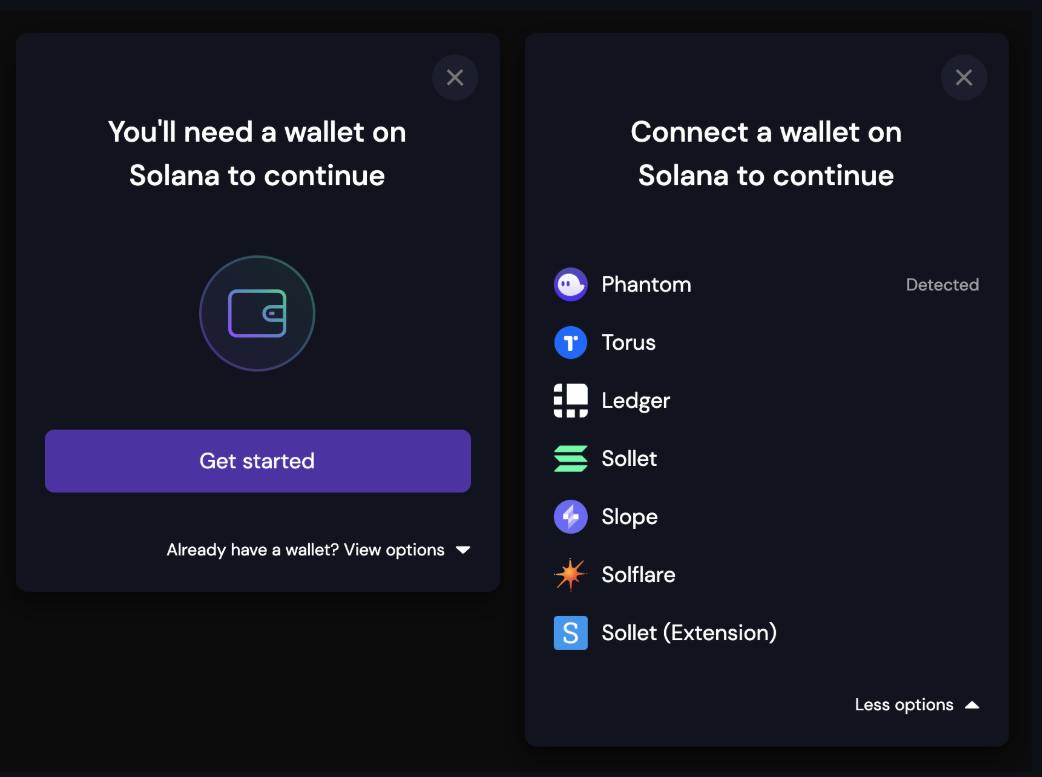 You'll need a wallet on
Solana to continue
Get started
Already have a wallet? View options
Connect a wallet on
Solana to continue
Phantom Detected
Torus
Ledger
Sollet
Slope
Solflare
S Sollet (Extension)
Less options